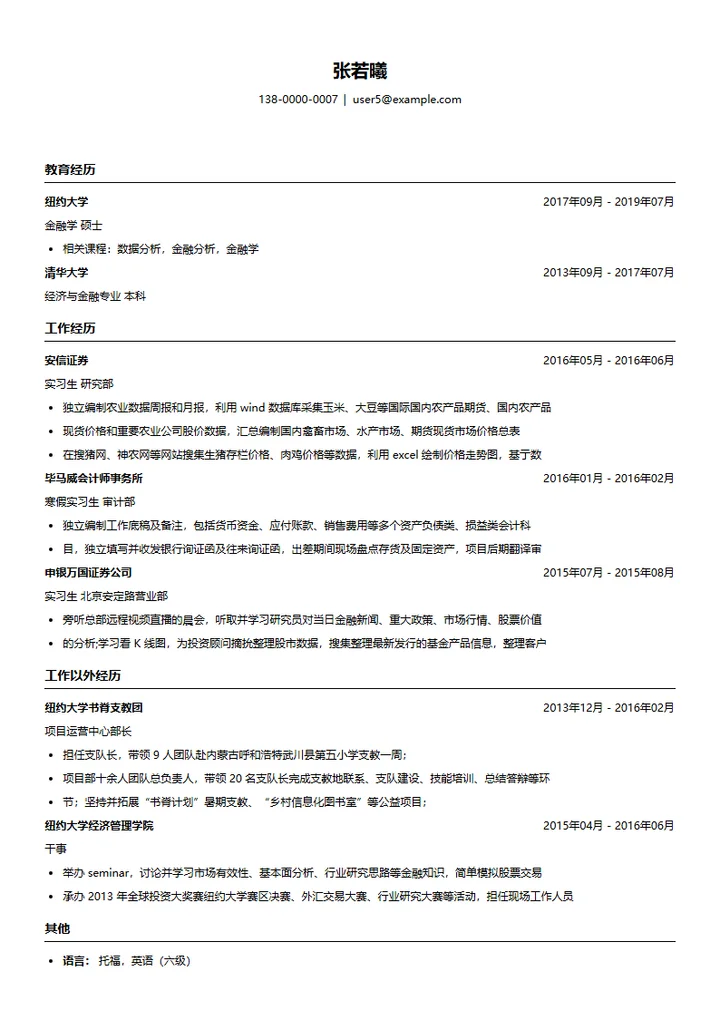 张若曦
138-0000-0007 | user5@example.com
教育经历
纽约大学 2017年09月 - 2019年07月
金融学 硕士
• 相关课程：数据分析，金融分析，金融学
清华大学 2013年09月 - 2017年07月
经济与金融专业 本科
工作经历
安信证券 2016年05月 - 2016年06月
实习生 研究部
• 独立编制农业数据周报和月报，利用 wind 数据库采集玉米、大豆等国际国内农产品期货、国内农产品
• 现货价格和重要农业公司股价数据，汇总编制国内禽畜市场、水产市场、期货现货市场价格总表
• 在搜猪网、神农网等网站搜集生猪存栏价格、肉鸡价格等数据，利用 excel 绘制价格走势图，基于数
毕马威会计师事务所 2016年01月 - 2016年02月
寒假实习生 审计部
• 独立编制工作底稿及备注，包括货币资金、应付账款、销售费用等多个资产负债类、损益类会计科
• 目，独立填写并收发银行询证函及往来询证函，出差期间现场盘点存货及固定资产，项目后期翻译审
申银万国证券公司 2015年07月 - 2015年08月
实习生 北京安定路营业部
• 旁听总部远程视频直播的晨会，听取并学习研究员对当日金融新闻、重大政策、市场行情、股票价值
• 的分析;学习看 K 线图，为投资顾问摘抄整理股市数据，搜集整理最新发行的基金产品信息，整理客户
工作以外经历
纽约大学书脊支教团 2013年12月 - 2016年02月
项目运营中心部长
• 担任支队长，带领 9 人团队赴内蒙古呼和浩特武川县第五小学支教一周；
• 项目部十余人团队总负责人，带领 20 名支队长完成支教地联系、支队建设、技能培训、总结答辩等环
• 节；坚持并拓展“书脊计划”暑期支教、“乡村信息化图书室”等公益项目；
纽约大学经济管理学院 2015年04月 - 2016年06月
干事
• 举办 seminar，讨论并学习市场有效性、基本面分析、行业研究思路等金融知识，简单模拟股票交易
• 承办 2013 年全球投资大奖赛纽约大学赛区决赛、外汇交易大赛、行业研究大赛等活动，担任现场工作人员
其他
• 语言： 托福，英语（六级）